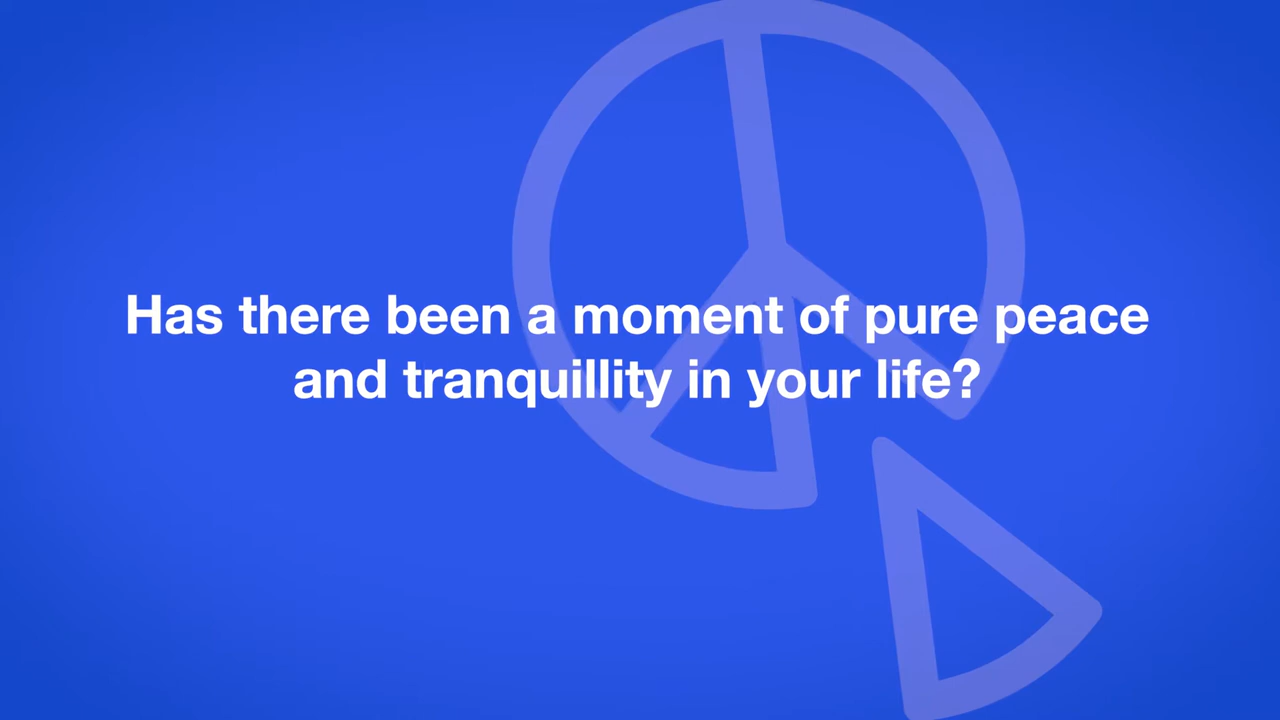 Has there been a moment of pure peace
and tranquillity in your life?